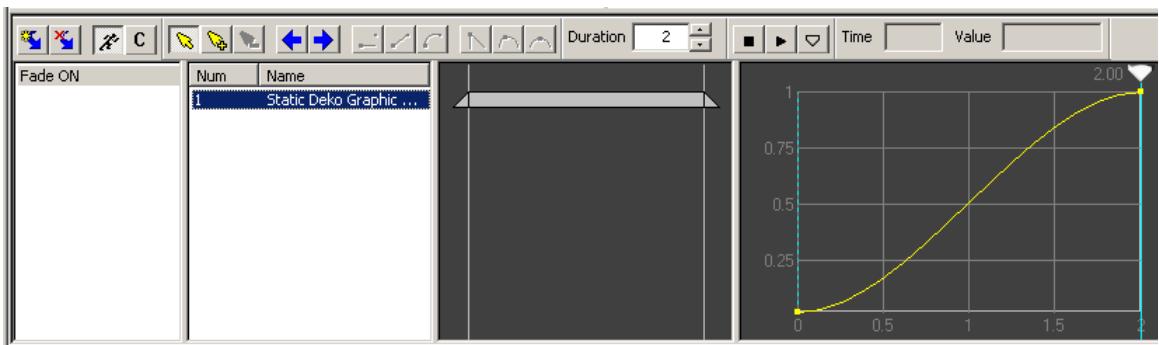 C Duration 2 Time Value
Fade ON
Num Name
1 Static Deko Graphic ...
2.00
1
0.75
0.5
0.25
0 0.5 1 1.5 2